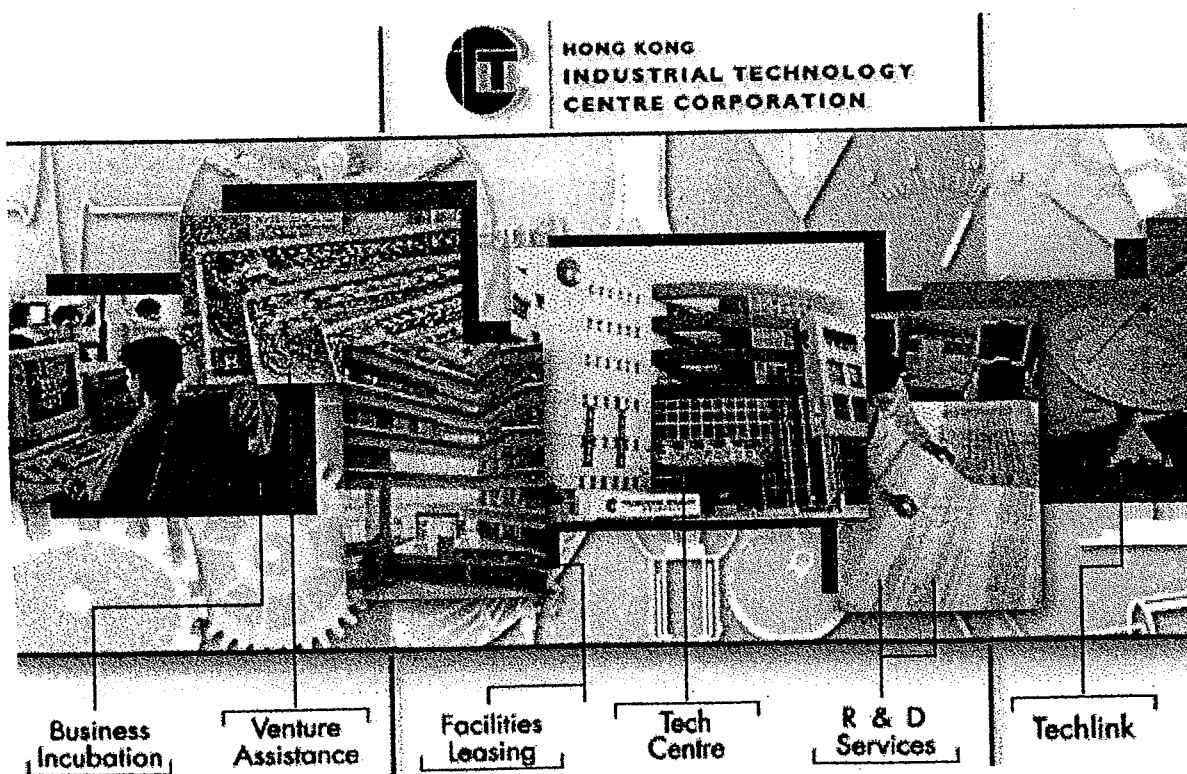 HONG KONG
INDUSTRIAL TECHNOLOGY
CENTRE CORPORATION
Business
Incubation
Venture
Assistance
Facilities
Leasing
Tech
Centre
R & D
Services
Techlink